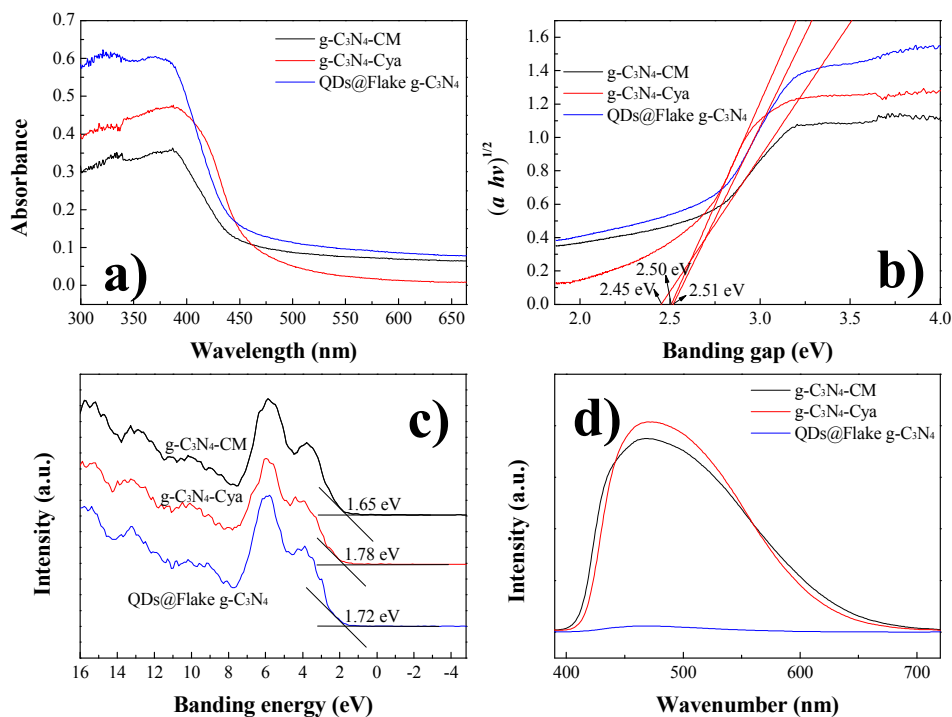 g-C₃N₄-CM
g-C₃N₄-Cya
QDs@Flake g-C₃N₄
Absorbance
0.7
0.6
0.5
0.4
0.3
0.2
0.1
0.0
300 350 400 450 500 550 600 650
Wavelength (nm)
a)
g-C₃N₄-CM
g-C₃N₄-Cya
QDs@Flake g-C₃N₄
(a hν)^1/2
1.6
1.4
1.2
1.0
0.8
0.6
0.4
0.2
0.0
2.50 eV
2.45 eV
2.51 eV
2.0 2.5 3.0 3.5 4.0
Banding gap (eV)
b)
c)
g-C₃N₄-CM
1.65 eV
g-C₃N₄-Cya
1.78 eV
QDs@Flake g-C₃N₄
1.72 eV
Intensity (a.u.)
16 14 12 10 8 6 4 2 0 -2 -4
Banding energy (eV)
g-C₃N₄-CM
g-C₃N₄-Cya
QDs@Flake g-C₃N₄
d)
Intensity (a.u.)
400 500 600 700
Wavenumber (nm)